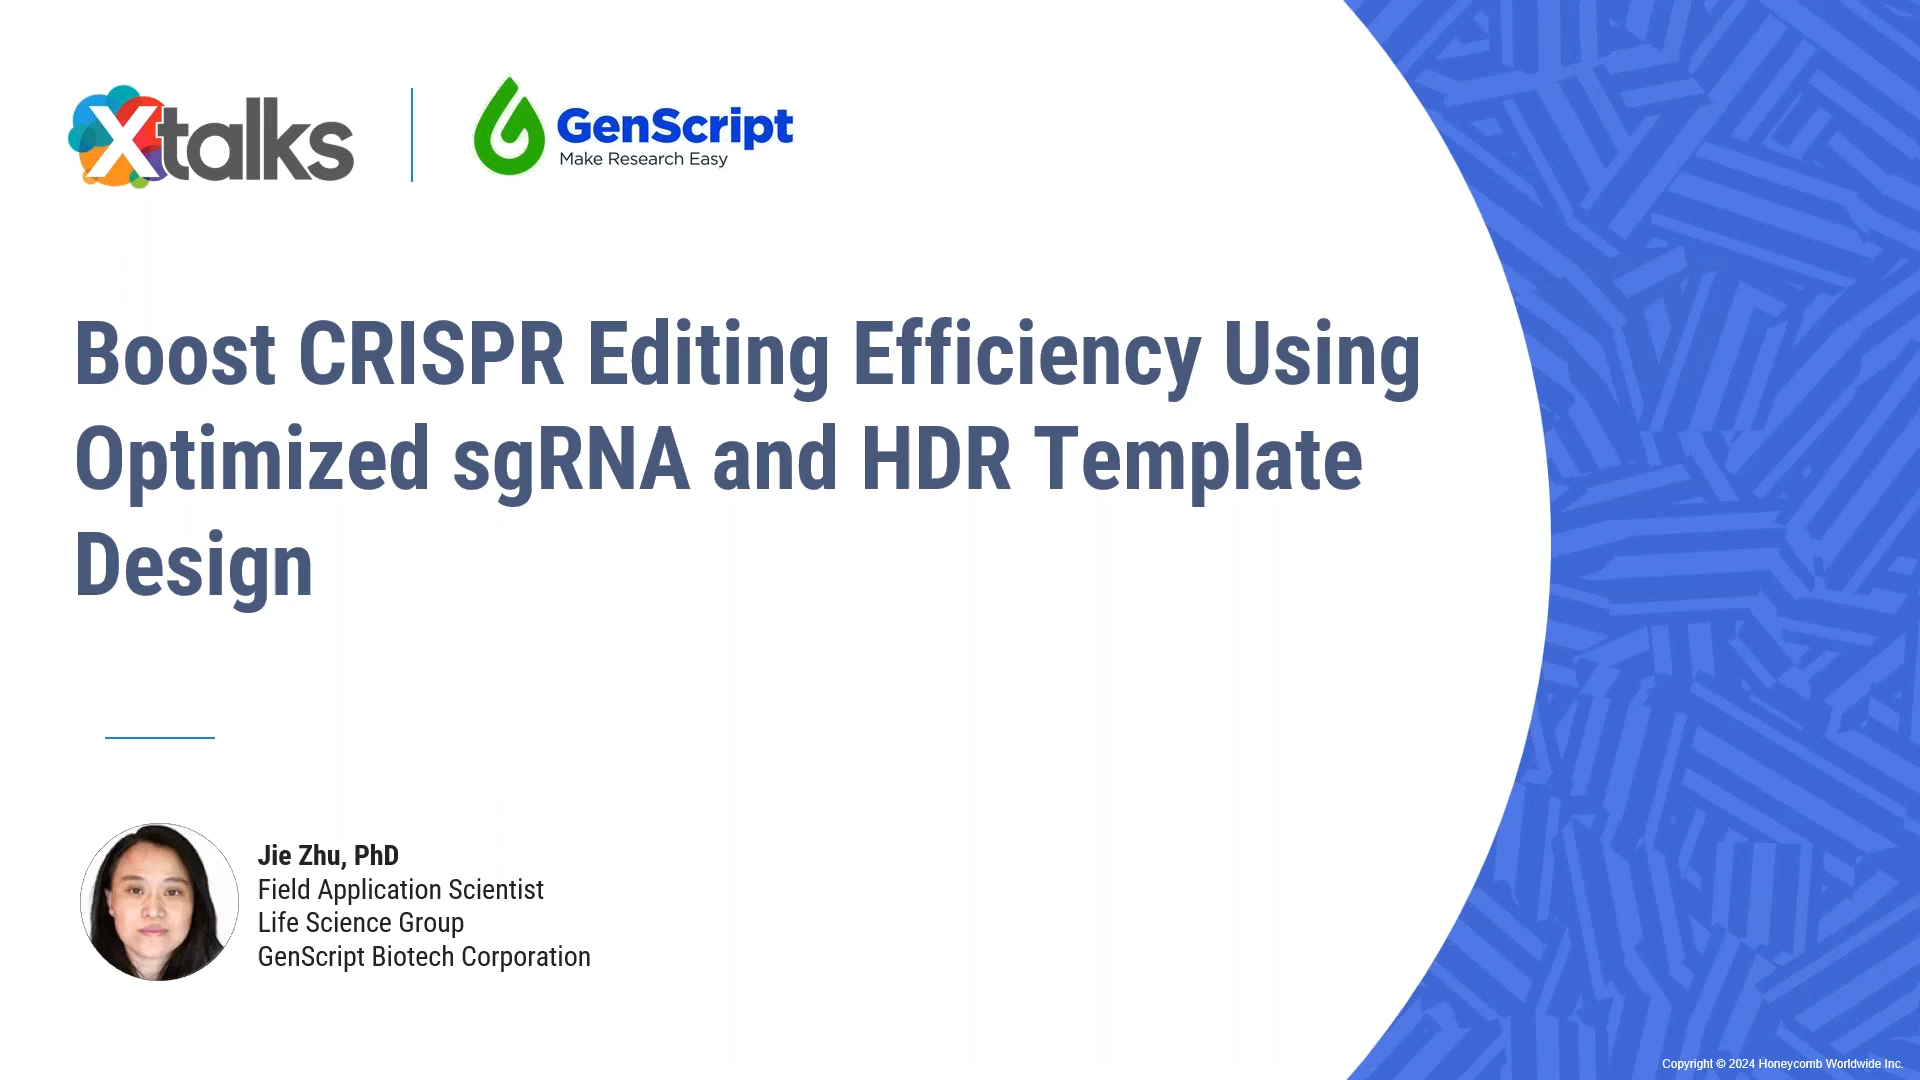 Xtalks
GenScript
Make Research Easy
Boost CRISPR Editing Efficiency Using
Optimized sgRNA and HDR Template
Design
Jie Zhu, PhD
Field Application Scientist
Life Science Group
GenScript Biotech Corporation
Copyright © 2024 Honeycomb Worldwide Inc.